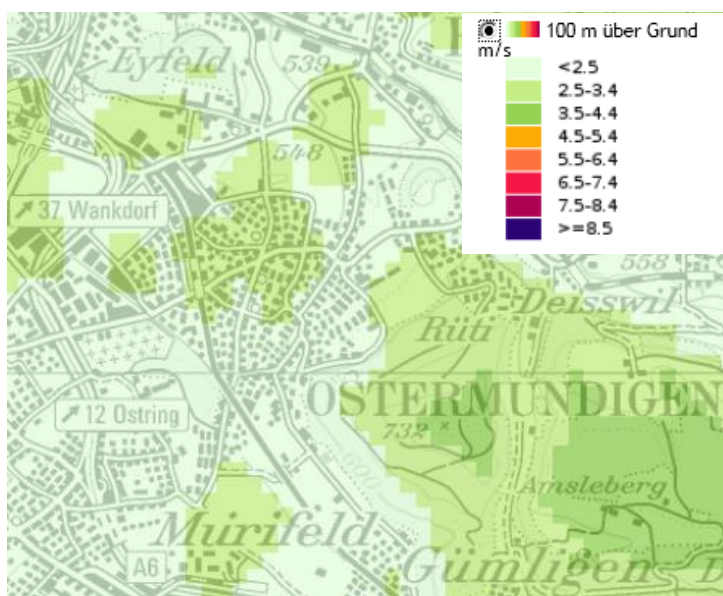 100 m über Grund
m/s
<2.5
2.5-3.4
3.5-4.4
4.5-5.4
5.5-6.4
6.5-7.4
7.5-8.4
>=8.5
Eyfeld
539
548
37 Wankdorf
558
Deisswil
Rüti
OSTERMUNDIGEN
12 Ostring
732
600
Amsleberg
Murifeld
A6
Gümligen